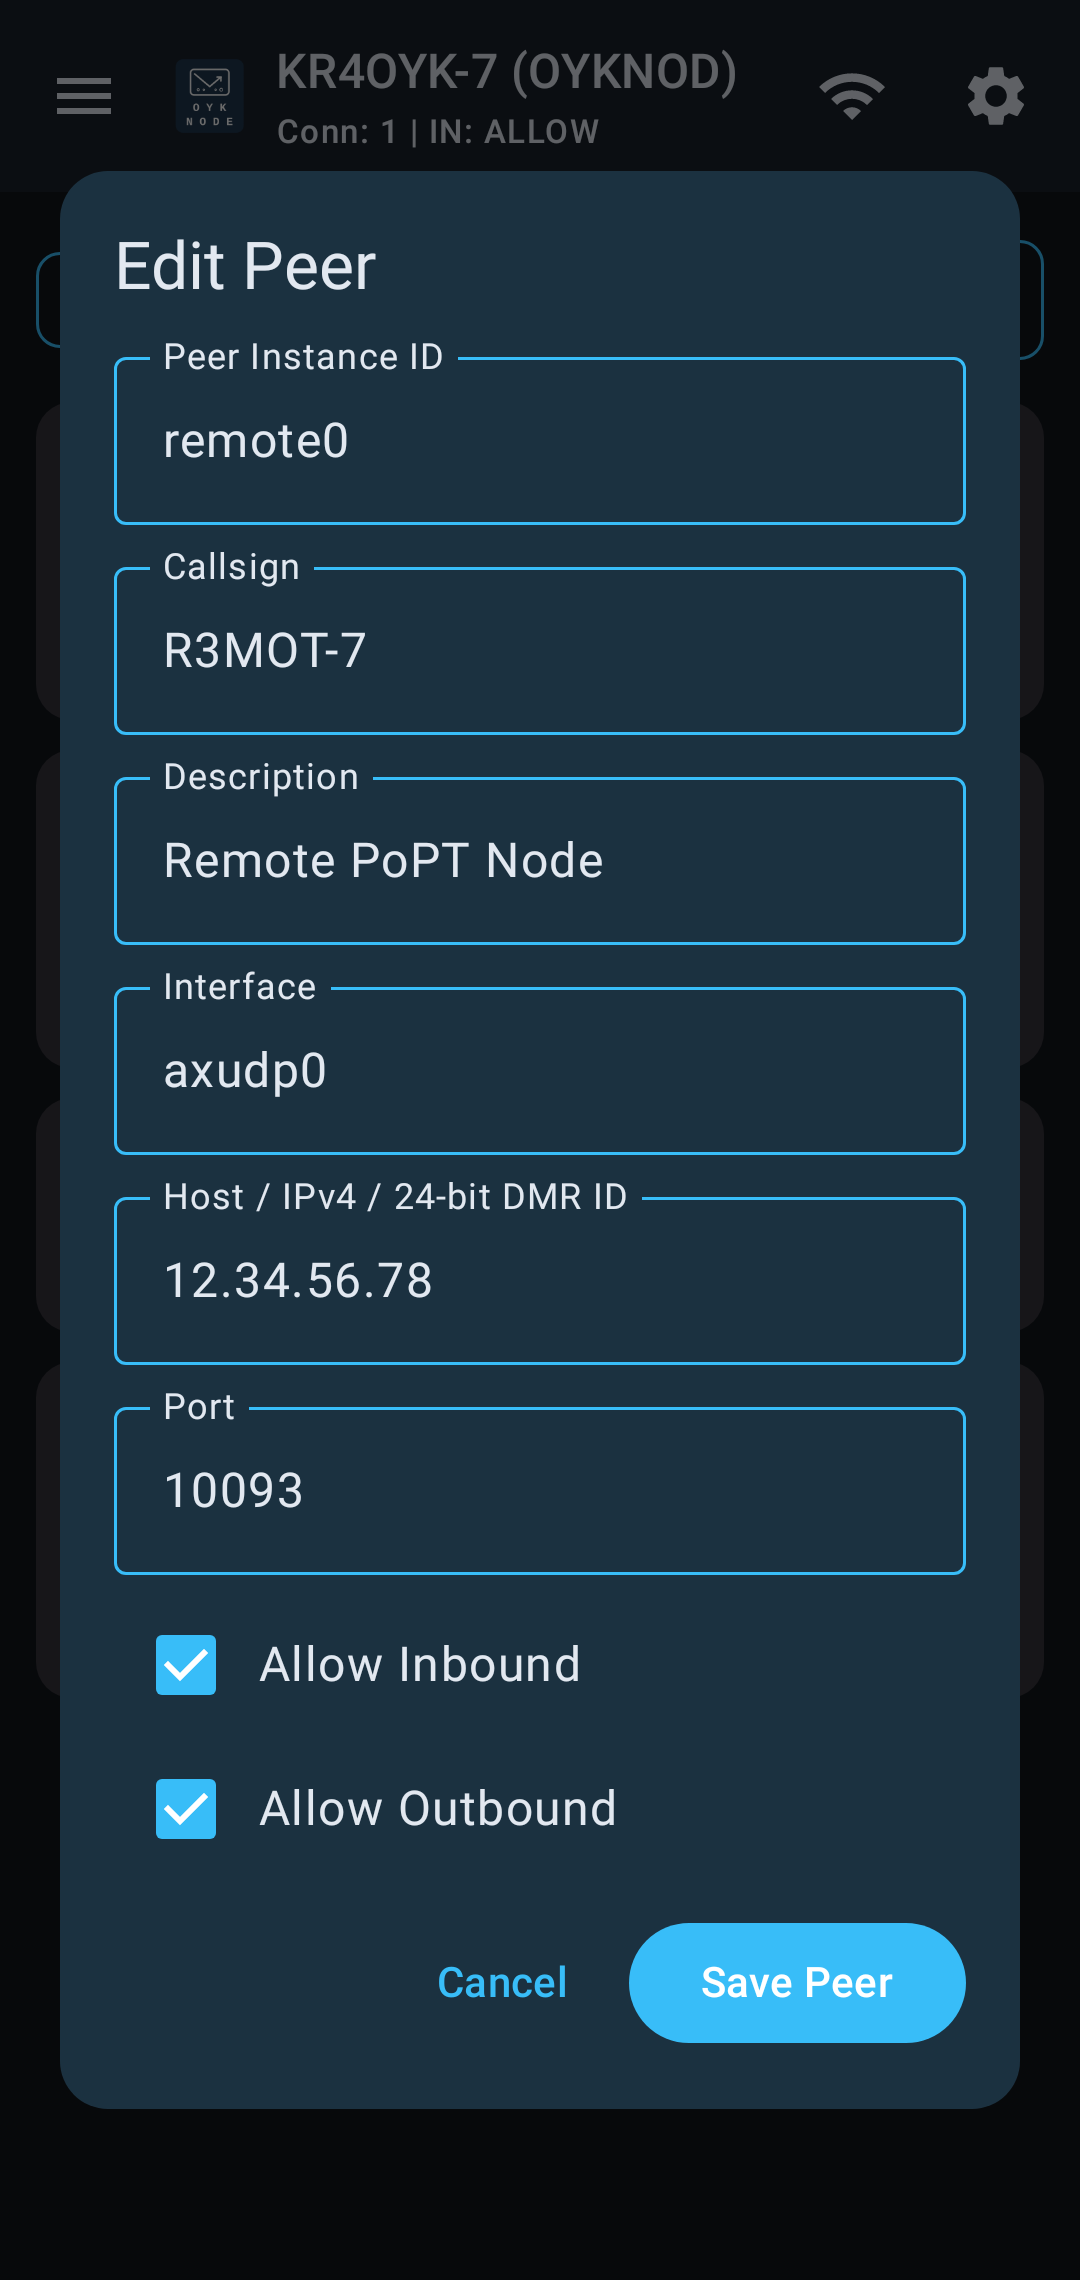 KR4OYK-7 (OYKNOD)
Conn: 1 | IN: ALLOW
O Y K
N O D E
Edit Peer
Peer Instance ID
remote0
Callsign
R3MOT-7
Description
Remote PoPT Node
Interface
axudp0
Host / IPv4 / 24-bit DMR ID
12.34.56.78
Port
10093
Allow Inbound
Allow Outbound
Cancel
Save Peer